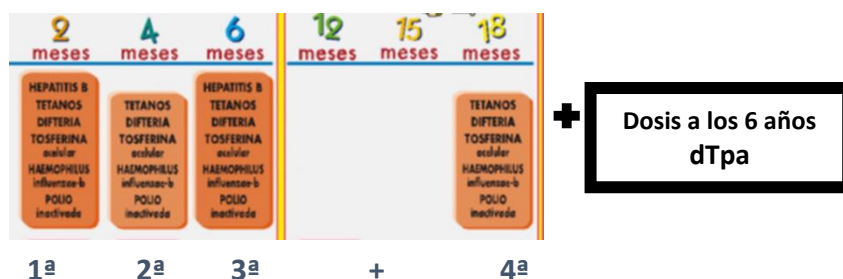 2 4 6 12 15 18
meses meses meses meses meses meses
HEPATITIS B
TETANOS
DIFTERIA
TOSFERINA
acelular
HAEMOPHILUS
influenzae-b
POLIO
inactivada
TETANOS
DIFTERIA
TOSFERINA
acelular
HAEMOPHILUS
influenzae-b
POLIO
inactivada
HEPATITIS B
TETANOS
DIFTERIA
TOSFERINA
acelular
HAEMOPHILUS
influenzae-b
POLIO
inactivada
TETANOS
DIFTERIA
TOSFERINA
acelular
HAEMOPHILUS
influenzae-b
POLIO
inactivada
+
Dosis a los 6 años
dTpa
1ª 2ª 3ª + 4ª